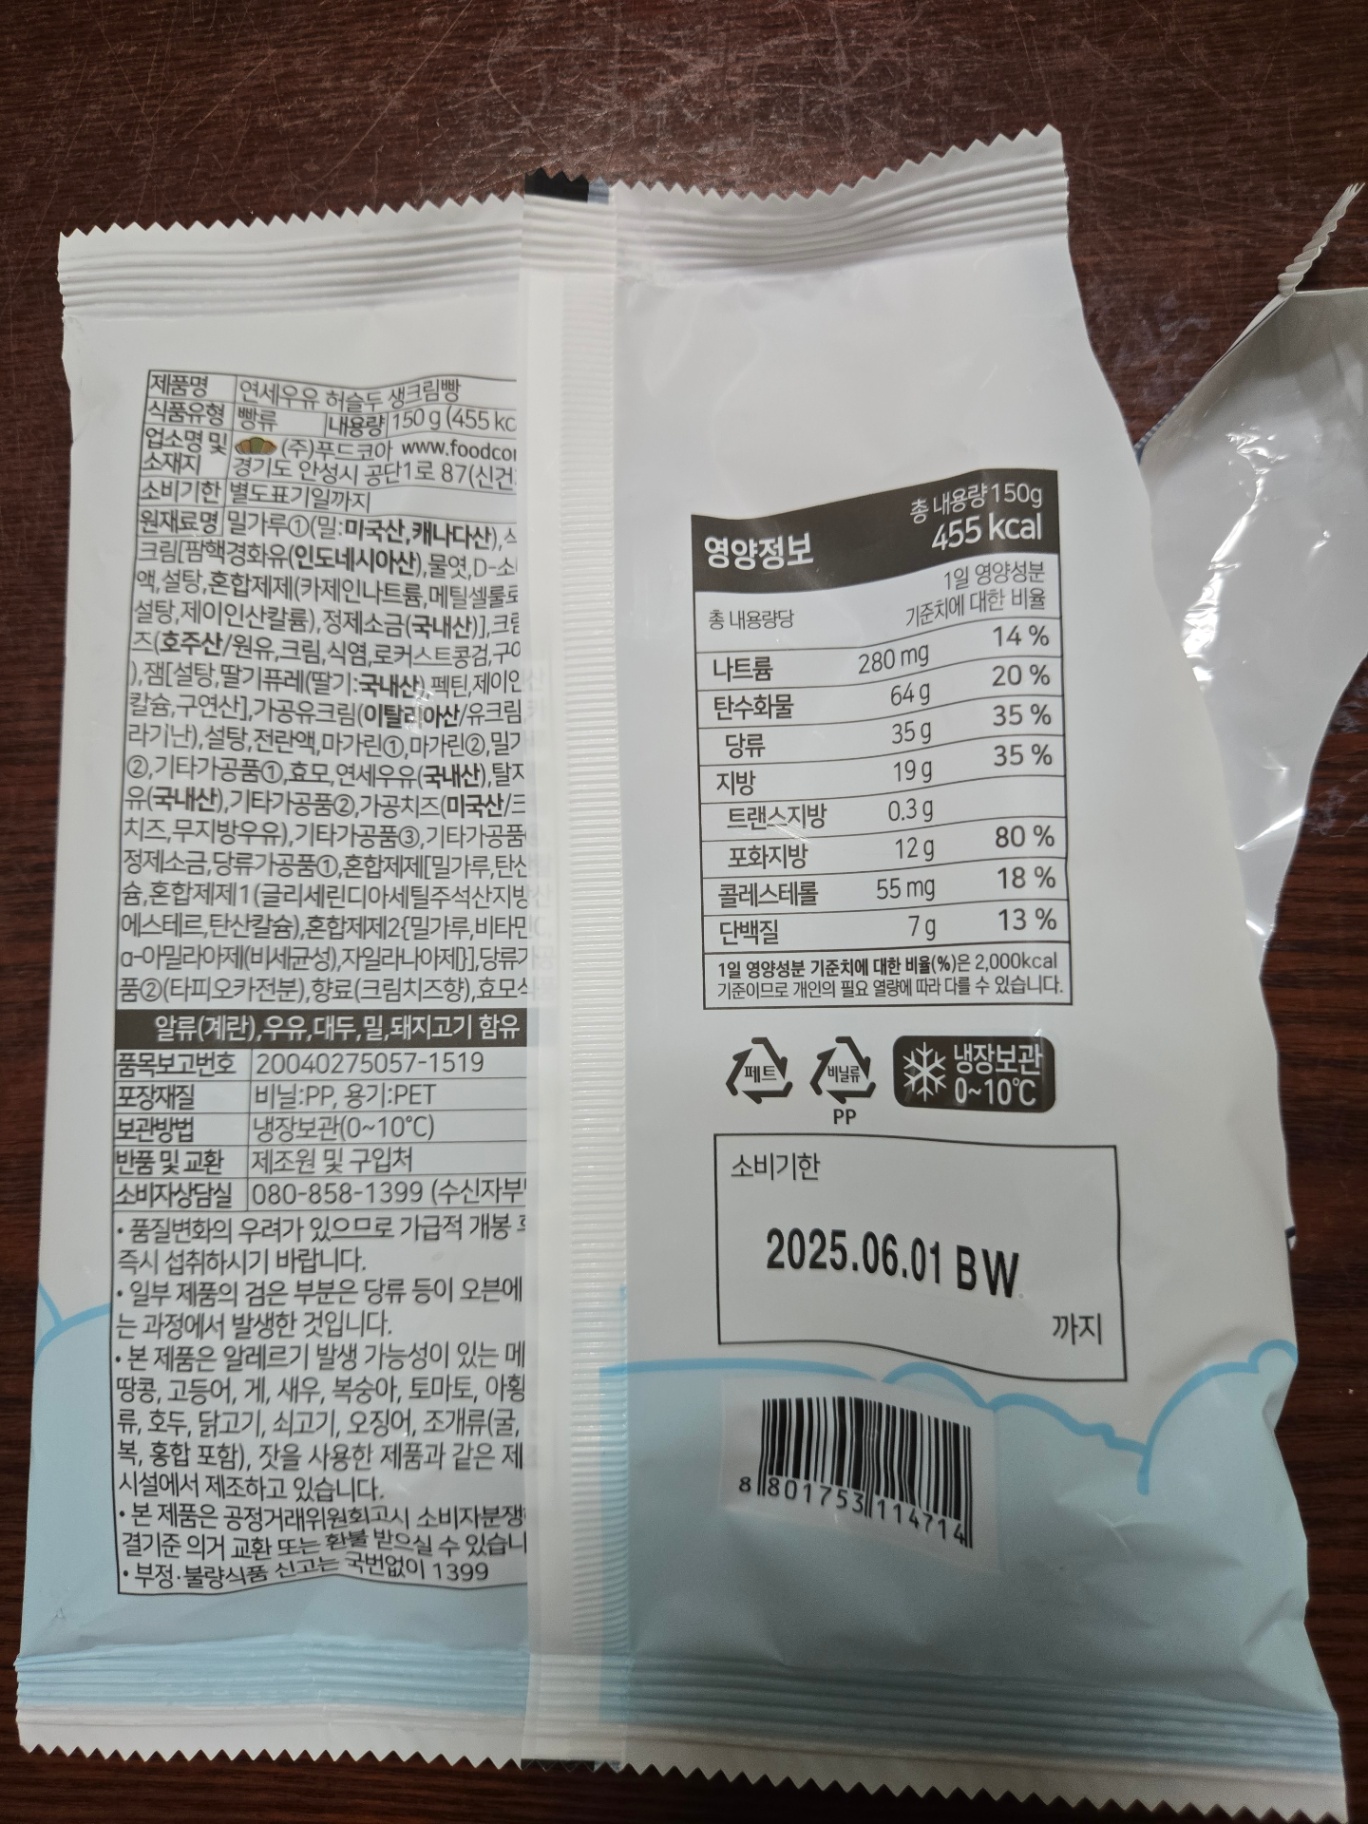 제품명 연세우유 허슬두 생크림빵
식품유형 빵류 내용량 150 g (455 kc
업소명 및 (주)푸드코아 www.foodcor
소재지 경기도 안성시 공단1로 87(신건
소비기한 별도표기일까지
원재료명 밀가루①(밀:미국산,캐나다산),
크림[팜핵경화유(인도네시아산),물엿,D-소
액,설탕,혼합제제(카제인나트륨,메틸셀룰로
설탕,제이인산칼륨),정제소금(국내산)],크림
즈(호주산/원유,크림,식염,로커스트콩검,구
),잼[설탕,딸기퓨레(딸기:국내산),펙틴,제이인산
칼슘,구연산],가공유크림(이탈리아산/유크림,카
라기난),설탕,전란액,마가린①,마가린②,밀가
②,기타가공품①,효모,연세우유(국내산),탈지
유(국내산),기타가공품②,가공치즈(미국산/크
치즈,무지방우유),기타가공품③,기타가공품
정제소금,당류가공품①,혼합제제[밀가루,탄산칼
슘,혼합제제1(글리세린디아세틸주석산지방산
에스테르,탄산칼슘),혼합제제2{밀가루,비타민C,
α-아밀라아제(비세균성),자일라나아제}],당류가공
품②(타피오카전분),향료(크림치즈향),효모식
알류(계란),우유,대두,밀,돼지고기 함유
품목보고번호 20040275057-1519
포장재질 비닐:PP, 용기:PET
보관방법 냉장보관(0~10℃)
반품 및 교환 제조원 및 구입처
소비자상담실 080-858-1399 (수신자부
• 품질변화의 우려가 있으므로 가급적 개봉 후
즉시 섭취하시기 바랍니다.
• 일부 제품의 검은 부분은 당류 등이 오븐에
는 과정에서 발생한 것입니다.
• 본 제품은 알레르기 발생 가능성이 있는 메
땅콩, 고등어, 게, 새우, 복숭아, 토마토, 아황
류, 호두, 닭고기, 쇠고기, 오징어, 조개류(굴,
복, 홍합 포함), 잣을 사용한 제품과 같은 제
시설에서 제조하고 있습니다.
• 본 제품은 공정거래위원회고시 소비자분쟁
결기준 의거 교환 또는 환불 받으실 수 있습니
• 부정·불량식품 신고는 국번없이 1399
영양정보 총 내용량 150g
455 kcal
총 내용량당 1일 영양성분
기준치에 대한 비율
나트륨 280 mg 14 %
탄수화물 64 g 20 %
당류 35 g 35 %
지방 19 g 35 %
트랜스지방 0.3 g
포화지방 12 g 80 %
콜레스테롤 55 mg 18 %
단백질 7 g 13 %
1일 영양성분 기준치에 대한 비율(%)은 2,000kcal
기준이므로 개인의 필요 열량에 따라 다를 수 있습니다.
페트 비닐류 냉장보관
PP 0~10℃
소비기한
2025.06.01 BW
까지
8 801753 114714